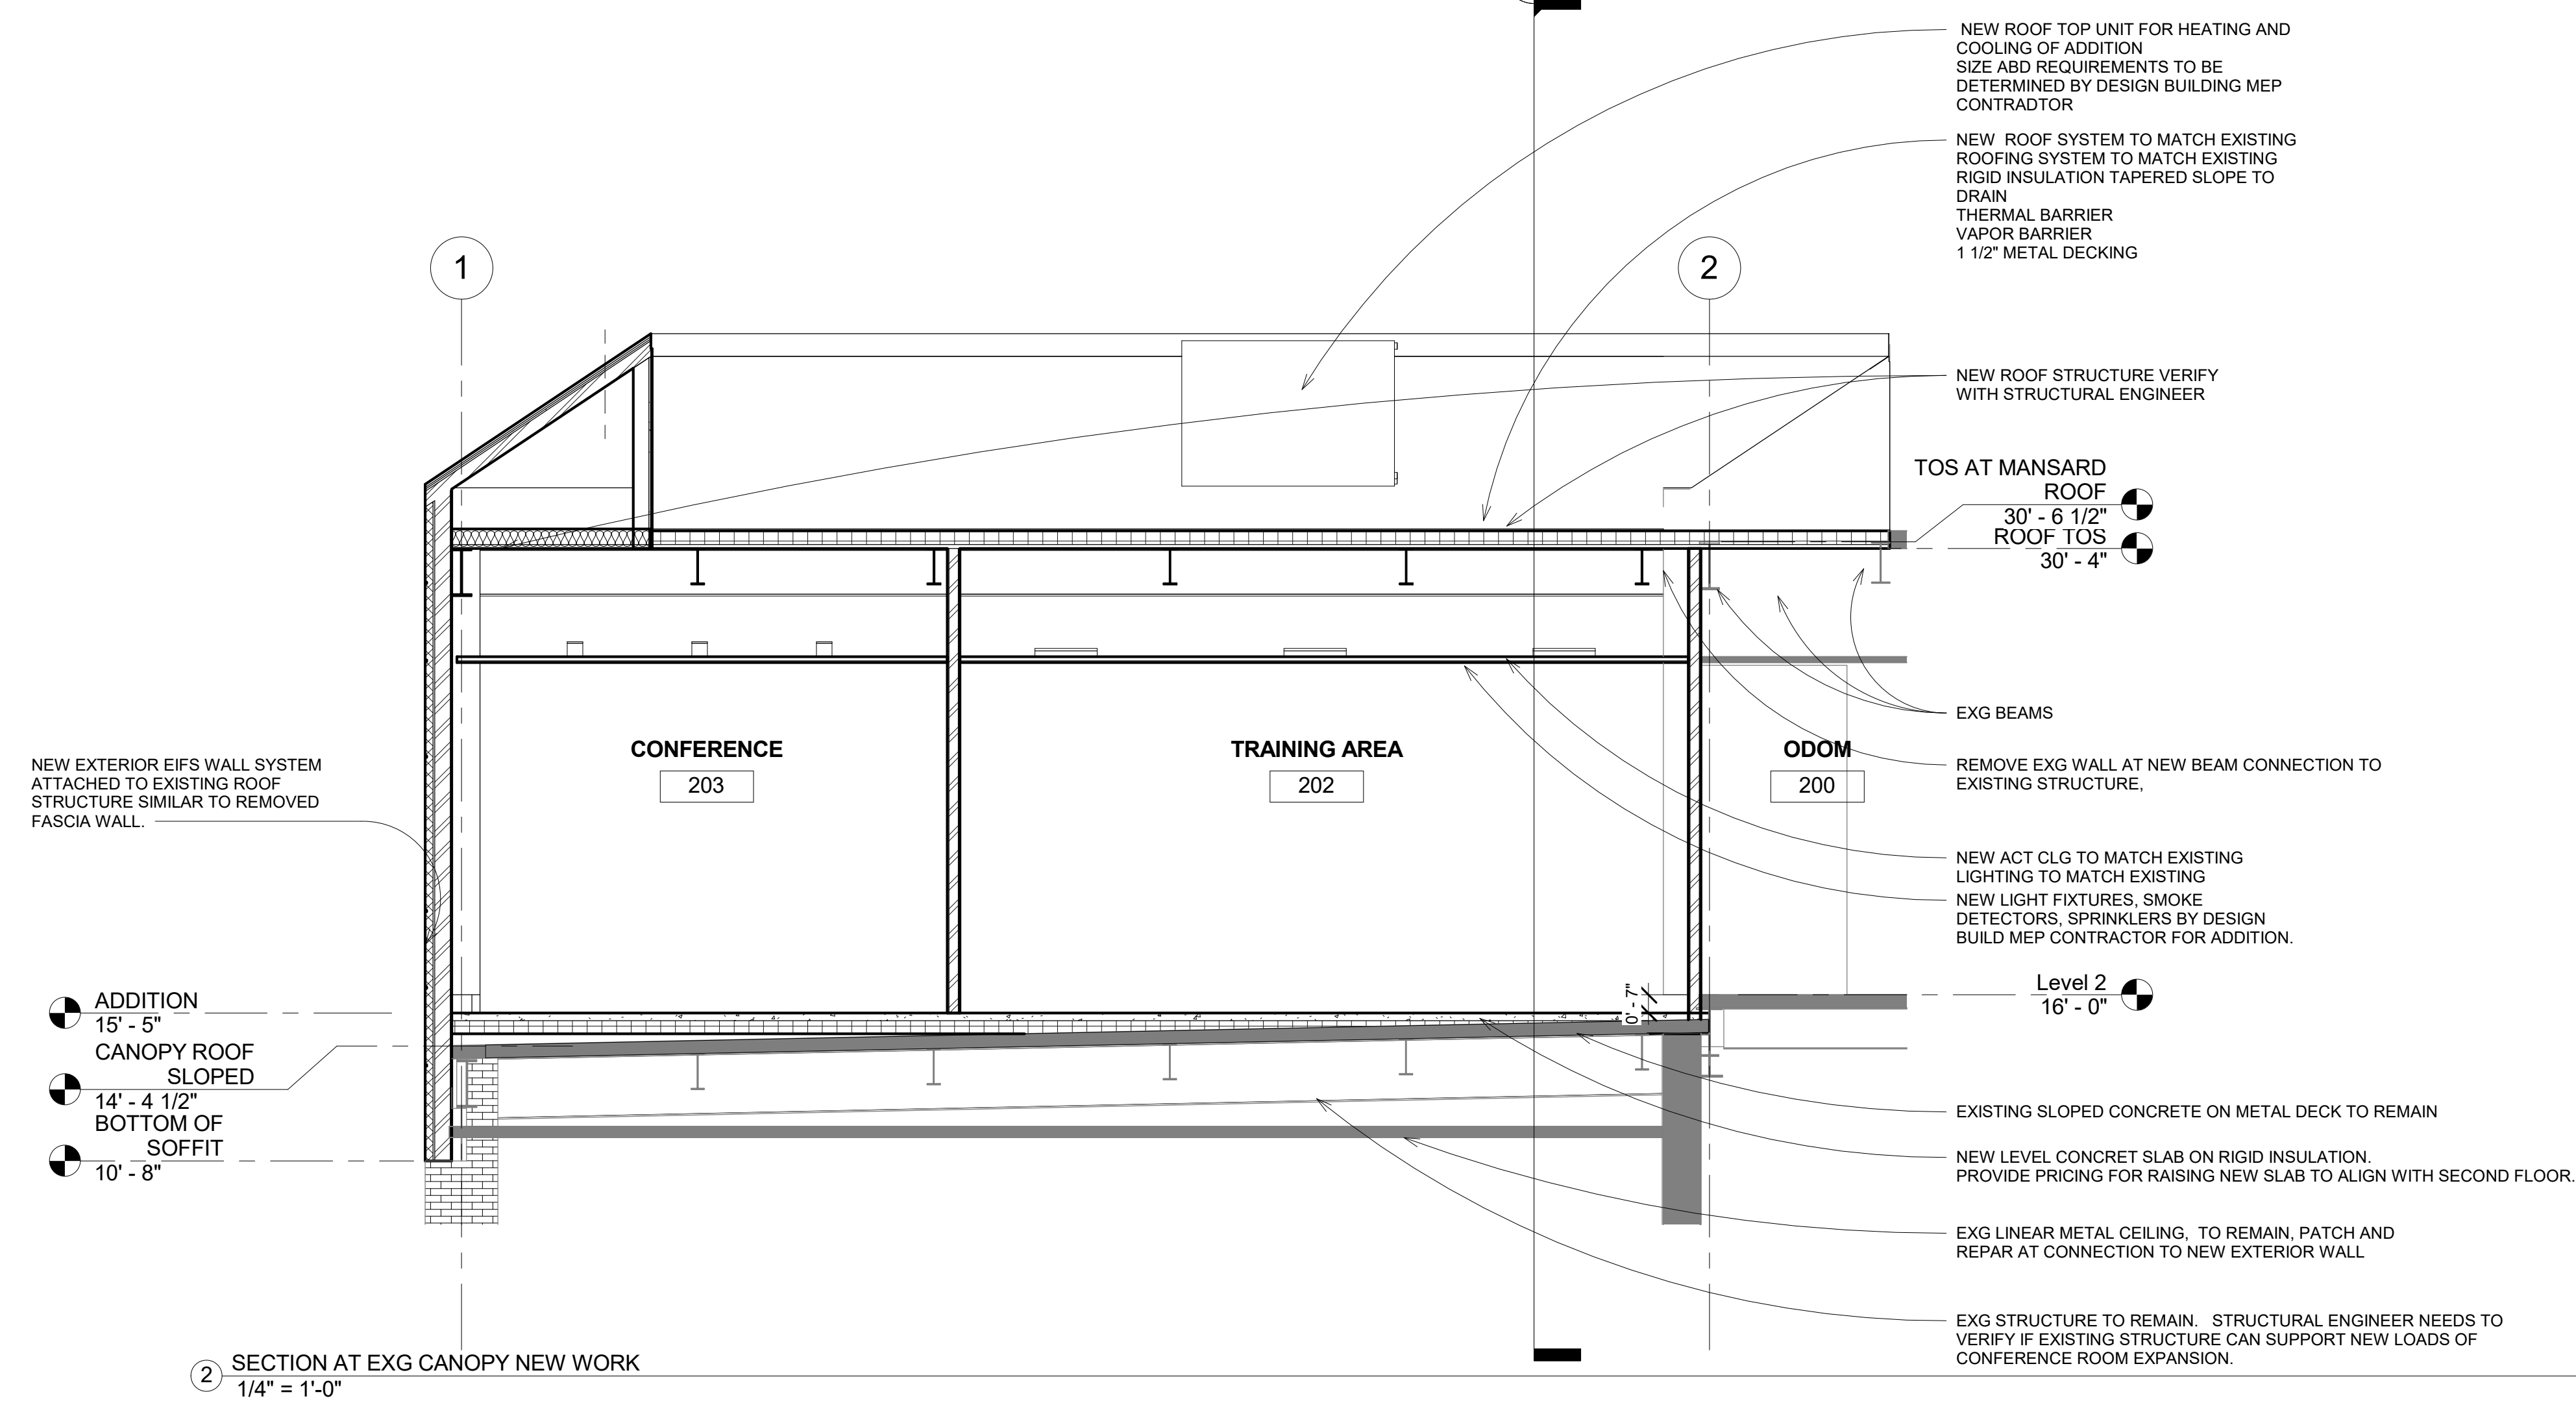 NEW ROOF TOP UNIT FOR HEATING AND
COOLING OF ADDITION
SIZE ABD REQUIREMENTS TO BE
DETERMINED BY DESIGN BUILDING MEP
CONTRADTOR
NEW ROOF SYSTEM TO MATCH EXISTING
ROOFING SYSTEM TO MATCH EXISTING
RIGID INSULATION TAPERED SLOPE TO
DRAIN
THERMAL BARRIER
VAPOR BARRIER
1 1/2" METAL DECKING
1
2
NEW ROOF STRUCTURE VERIFY
WITH STRUCTURAL ENGINEER
TOS AT MANSARD
ROOF
30' - 6 1/2"
ROOF TOS
30' - 4"
EXG BEAMS
CONFERENCE
203
TRAINING AREA
202
ODOM
200
NEW EXTERIOR EIFS WALL SYSTEM
ATTACHED TO EXISTING ROOF
STRUCTURE SIMILAR TO REMOVED
FASCIA WALL.
REMOVE EXG WALL AT NEW BEAM CONNECTION TO
EXISTING STRUCTURE,
NEW ACT CLG TO MATCH EXISTING
LIGHTING TO MATCH EXISTING
NEW LIGHT FIXTURES, SMOKE
DETECTORS, SPRINKLERS BY DESIGN
BUILD MEP CONTRACTOR FOR ADDITION.
ADDITION
15' - 5"
CANOPY ROOF
SLOPED
14' - 4 1/2"
BOTTOM OF
SOFFIT
10' - 8"
0' - 7"
Level 2
16' - 0"
EXISTING SLOPED CONCRETE ON METAL DECK TO REMAIN
NEW LEVEL CONCRET SLAB ON RIGID INSULATION.
PROVIDE PRICING FOR RAISING NEW SLAB TO ALIGN WITH SECOND FLOOR.
EXG LINEAR METAL CEILING, TO REMAIN, PATCH AND
REPAR AT CONNECTION TO NEW EXTERIOR WALL
EXG STRUCTURE TO REMAIN. STRUCTURAL ENGINEER NEEDS TO
VERIFY IF EXISTING STRUCTURE CAN SUPPORT NEW LOADS OF
CONFERENCE ROOM EXPANSION.
2
SECTION AT EXG CANOPY NEW WORK
1/4" = 1'-0"